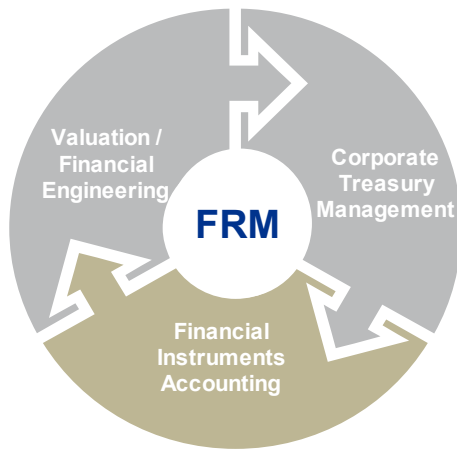 Valuation /
Financial
Engineering
Corporate
Treasury
Management
FRM
Financial
Instruments
Accounting